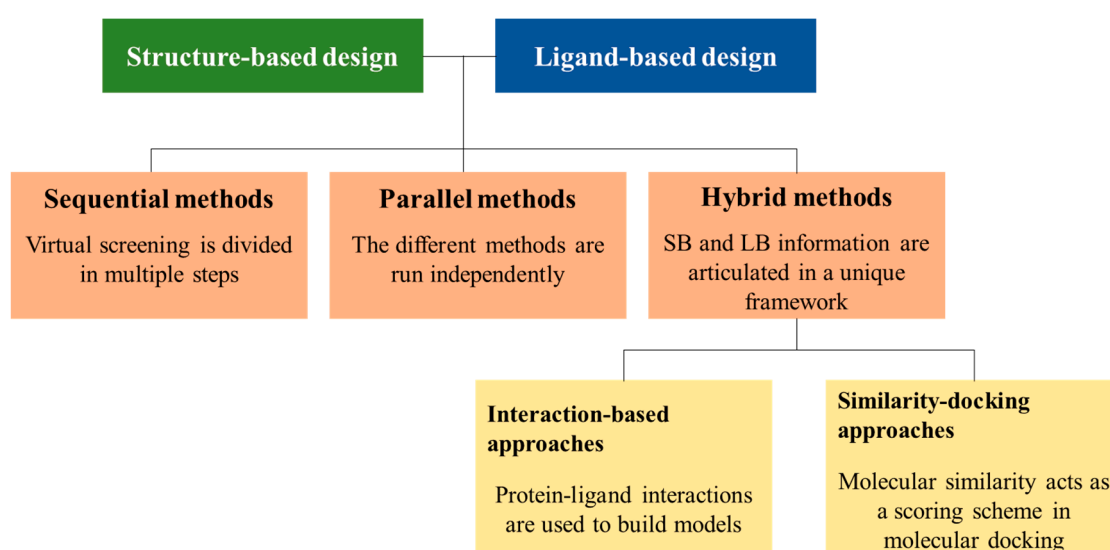 Structure-based design
Ligand-based design
Sequential methods
Virtual screening is divided
in multiple steps
Parallel methods
The different methods are
run independently
Hybrid methods
SB and LB information are
articulated in a unique
framework
Interaction-based
approaches
Protein-ligand interactions
are used to build models
Similarity-docking
approaches
Molecular similarity acts as
a scoring scheme in
molecular docking